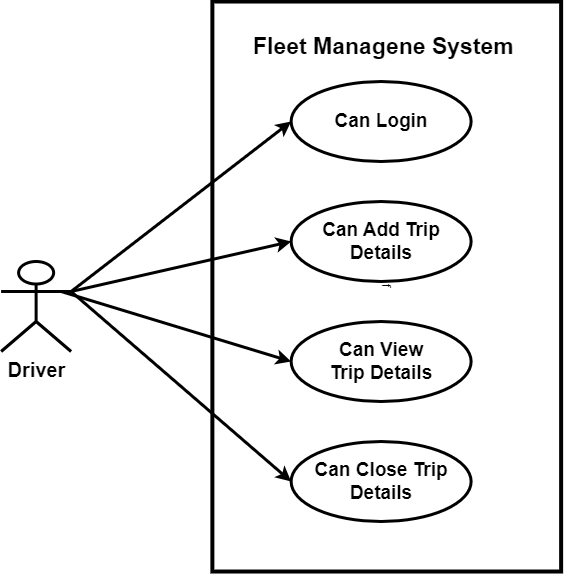 Fleet Managene System
Can Login
Can Add Trip
Details
Can View
Trip Details
Driver
Can Close Trip
Details